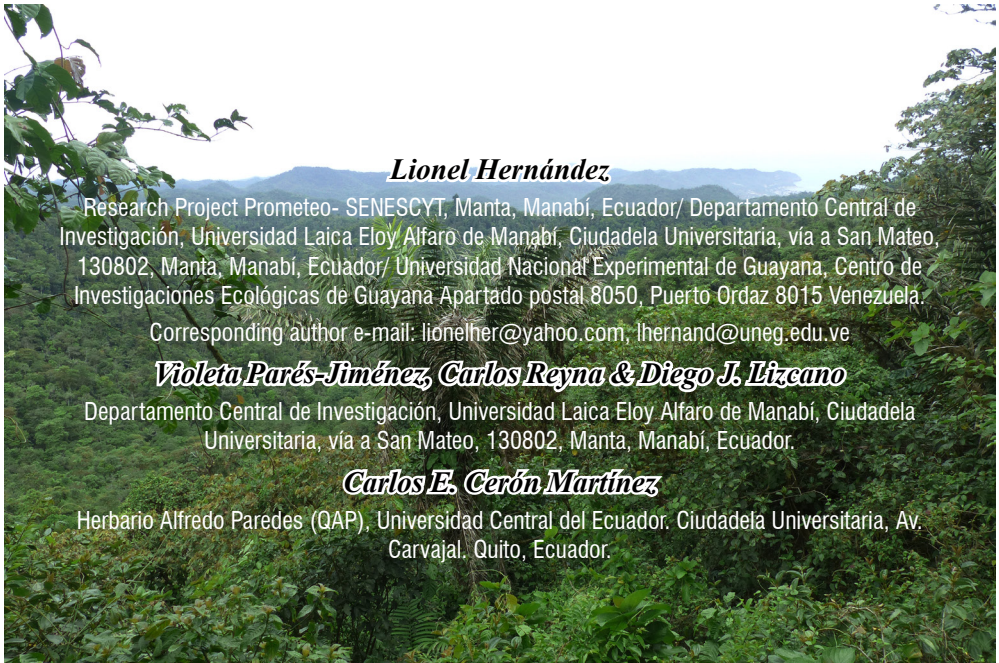 Lionel Hernández
Research Project Prometeo- SENESCYT, Manta, Manabí, Ecuador/ Departamento Central de
Investigación, Universidad Laica Eloy Alfaro de Manabí, Ciudadela Universitaria, vía a San Mateo,
130802, Manta, Manabí, Ecuador/ Universidad Nacional Experimental de Guayana, Centro de
Investigaciones Ecológicas de Guayana Apartado postal 8050, Puerto Ordaz 8015 Venezuela.
Corresponding author e-mail: lionelher@yahoo.com, lhernand@uneg.edu.ve
Violeta Parés-Jiménez, Carlos Reyna & Diego J. Lizcano
Departamento Central de Investigación, Universidad Laica Eloy Alfaro de Manabí, Ciudadela
Universitaria, vía a San Mateo, 130802, Manta, Manabí, Ecuador.
Carlos E. Cerón Martínez
Herbario Alfredo Paredes (QAP), Universidad Central del Ecuador. Ciudadela Universitaria, Av.
Carvajal. Quito, Ecuador.